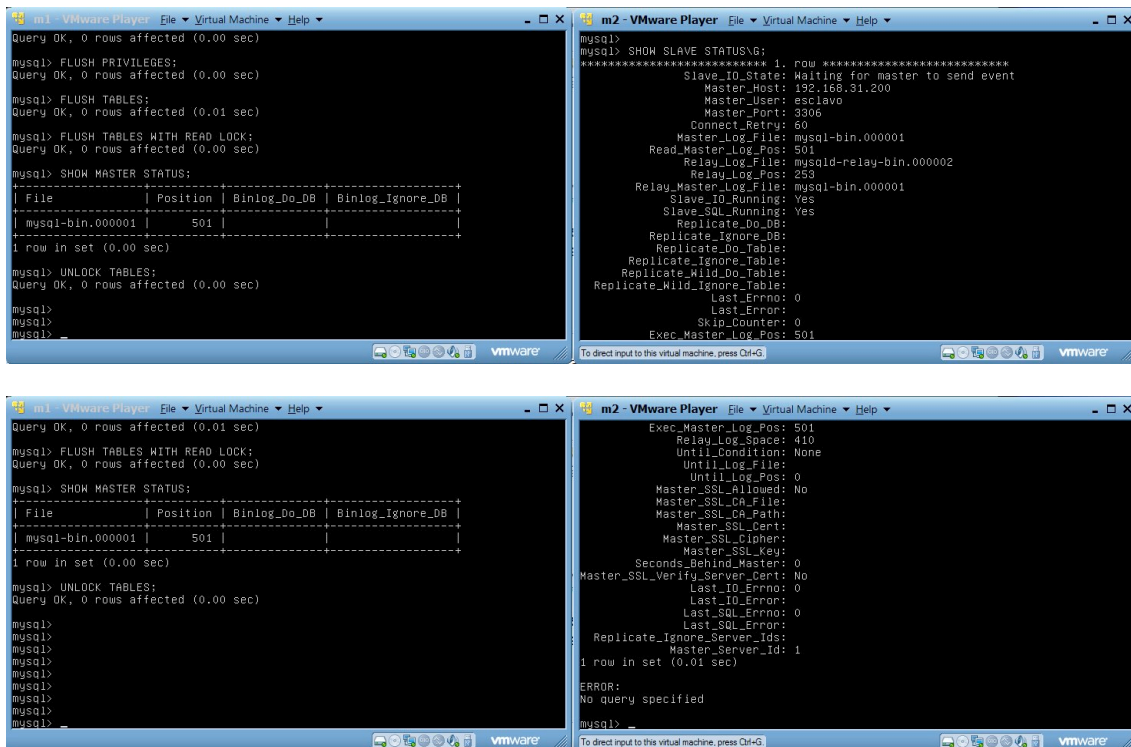 m1 - VMware Player File ▾ Virtual Machine ▾ Help ▾
Query OK, 0 rows affected (0.00 sec)
mysql> FLUSH PRIVILEGES;
Query OK, 0 rows affected (0.00 sec)
mysql> FLUSH TABLES;
Query OK, 0 rows affected (0.01 sec)
mysql> FLUSH TABLES WITH READ LOCK;
Query OK, 0 rows affected (0.00 sec)
mysql> SHOW MASTER STATUS;
+------------------+----------+--------------+------------------+
| File | Position | Binlog_Do_DB | Binlog_Ignore_DB |
+------------------+----------+--------------+------------------+
| mysql-bin.000001 | 501 | | |
+------------------+----------+--------------+------------------+
1 row in set (0.00 sec)
mysql> UNLOCK TABLES;
Query OK, 0 rows affected (0.00 sec)
mysql>
mysql>
mysql> _
vmware
m2 - VMware Player File ▾ Virtual Machine ▾ Help ▾
mysql>
mysql> SHOW SLAVE STATUS\G;
*************************** 1. row ***************************
Slave_IO_State: Waiting for master to send event
Master_Host: 192.168.31.200
Master_User: esclavo
Master_Port: 3306
Connect_Retry: 60
Master_Log_File: mysql-bin.000001
Read_Master_Log_Pos: 501
Relay_Log_File: mysqld-relay-bin.000002
Relay_Log_Pos: 253
Relay_Master_Log_File: mysql-bin.000001
Slave_IO_Running: Yes
Slave_SQL_Running: Yes
Replicate_Do_DB:
Replicate_Ignore_DB:
Replicate_Do_Table:
Replicate_Ignore_Table:
Replicate_Wild_Do_Table:
Replicate_Wild_Ignore_Table:
Last_Errno: 0
Last_Error:
Skip_Counter: 0
Exec_Master_Log_Pos: 501
To direct input to this virtual machine, press Ctrl+G.
vmware
m1 - VMware Player File ▾ Virtual Machine ▾ Help ▾
Query OK, 0 rows affected (0.01 sec)
mysql> FLUSH TABLES WITH READ LOCK;
Query OK, 0 rows affected (0.00 sec)
mysql> SHOW MASTER STATUS;
+------------------+----------+--------------+------------------+
| File | Position | Binlog_Do_DB | Binlog_Ignore_DB |
+------------------+----------+--------------+------------------+
| mysql-bin.000001 | 501 | | |
+------------------+----------+--------------+------------------+
1 row in set (0.00 sec)
mysql> UNLOCK TABLES;
Query OK, 0 rows affected (0.00 sec)
mysql>
mysql>
mysql>
mysql>
mysql>
mysql>
mysql>
mysql> _
vmware
m2 - VMware Player File ▾ Virtual Machine ▾ Help ▾
Exec_Master_Log_Pos: 501
Relay_Log_Space: 410
Until_Condition: None
Until_Log_File:
Until_Log_Pos: 0
Master_SSL_Allowed: No
Master_SSL_CA_File:
Master_SSL_CA_Path:
Master_SSL_Cert:
Master_SSL_Cipher:
Master_SSL_Key:
Seconds_Behind_Master: 0
Master_SSL_Verify_Server_Cert: No
Last_IO_Errno: 0
Last_IO_Error:
Last_SQL_Errno: 0
Last_SQL_Error:
Replicate_Ignore_Server_Ids:
Master_Server_Id: 1
1 row in set (0.01 sec)
ERROR:
No query specified
mysql> _
To direct input to this virtual machine, press Ctrl+G.
vmware